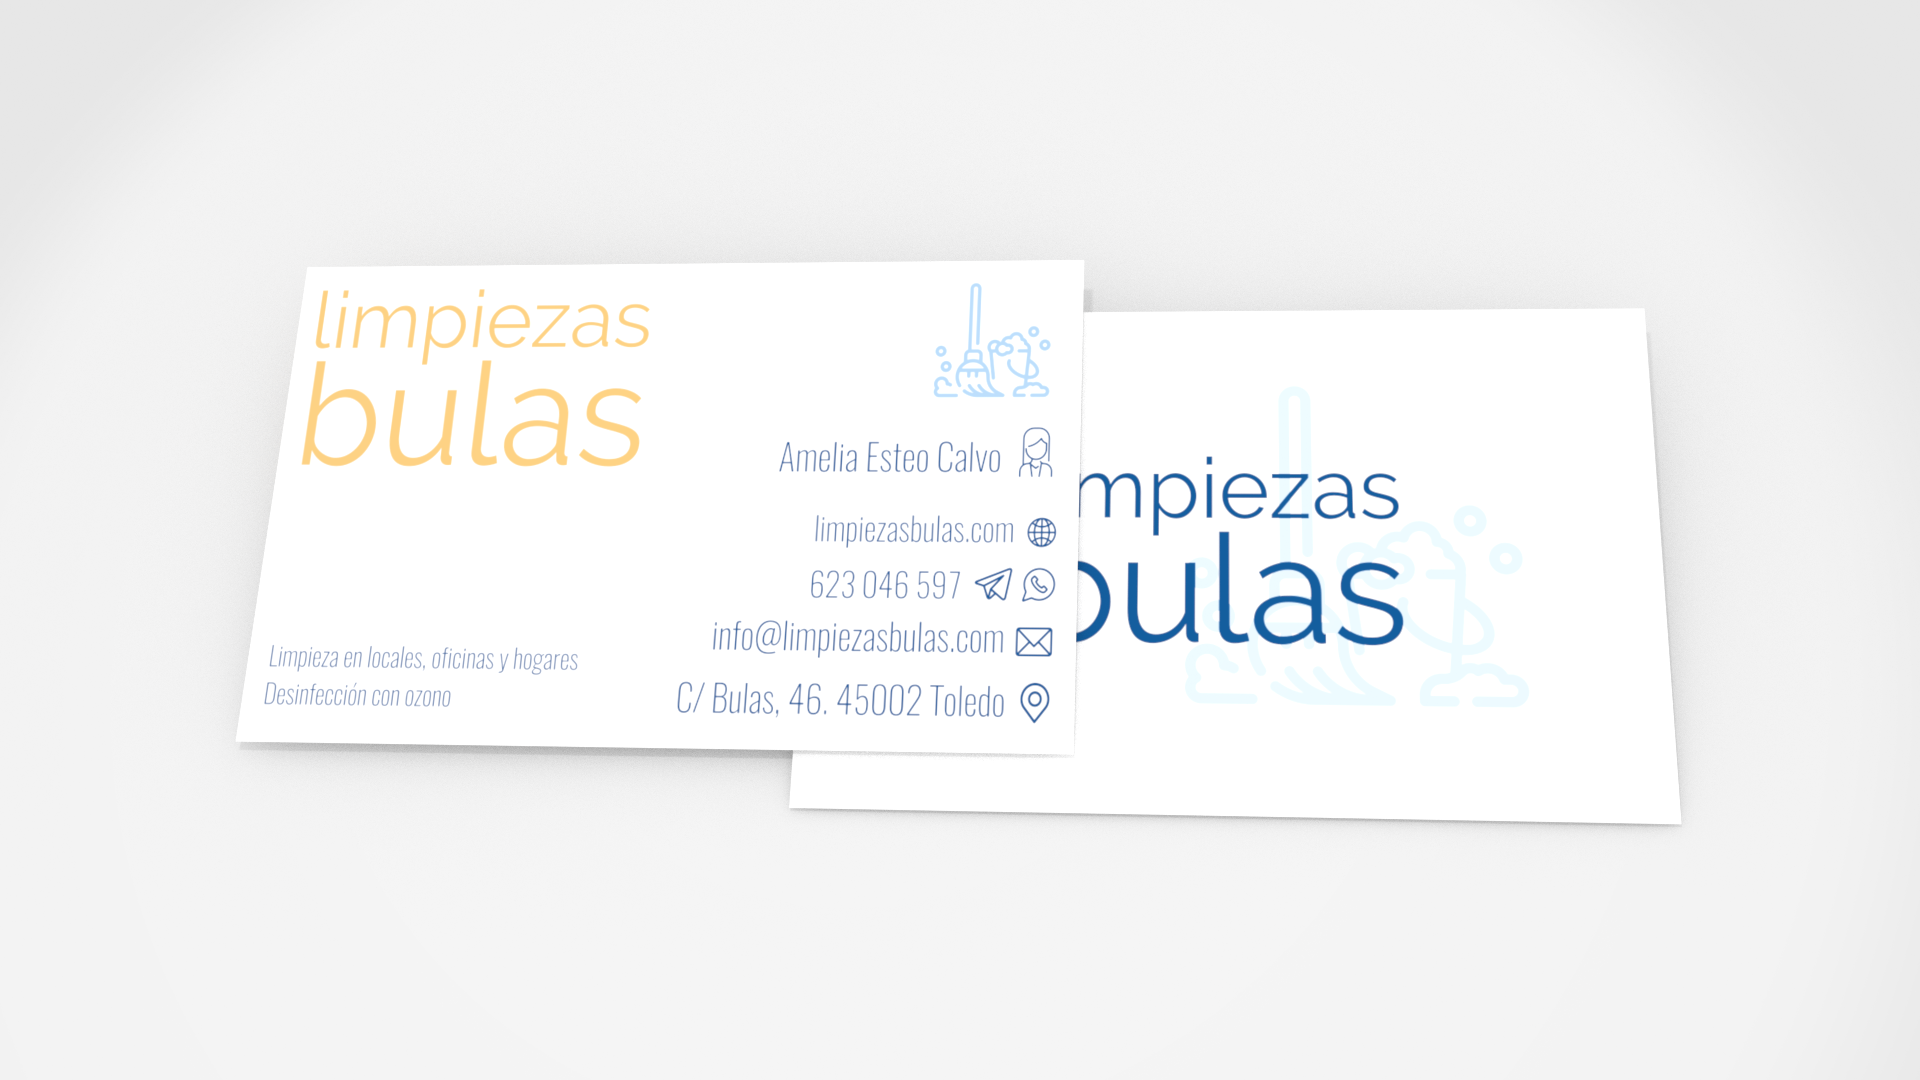 limpiezas
bulas
Amelia Esteo Calvo
limpiezasbulas.com
623 046 597
info@limpiezasbulas.com
C/ Bulas, 46. 45002 Toledo
Limpieza en locales, oficinas y hogares
Desinfección con ozono
mpiezas
bulas